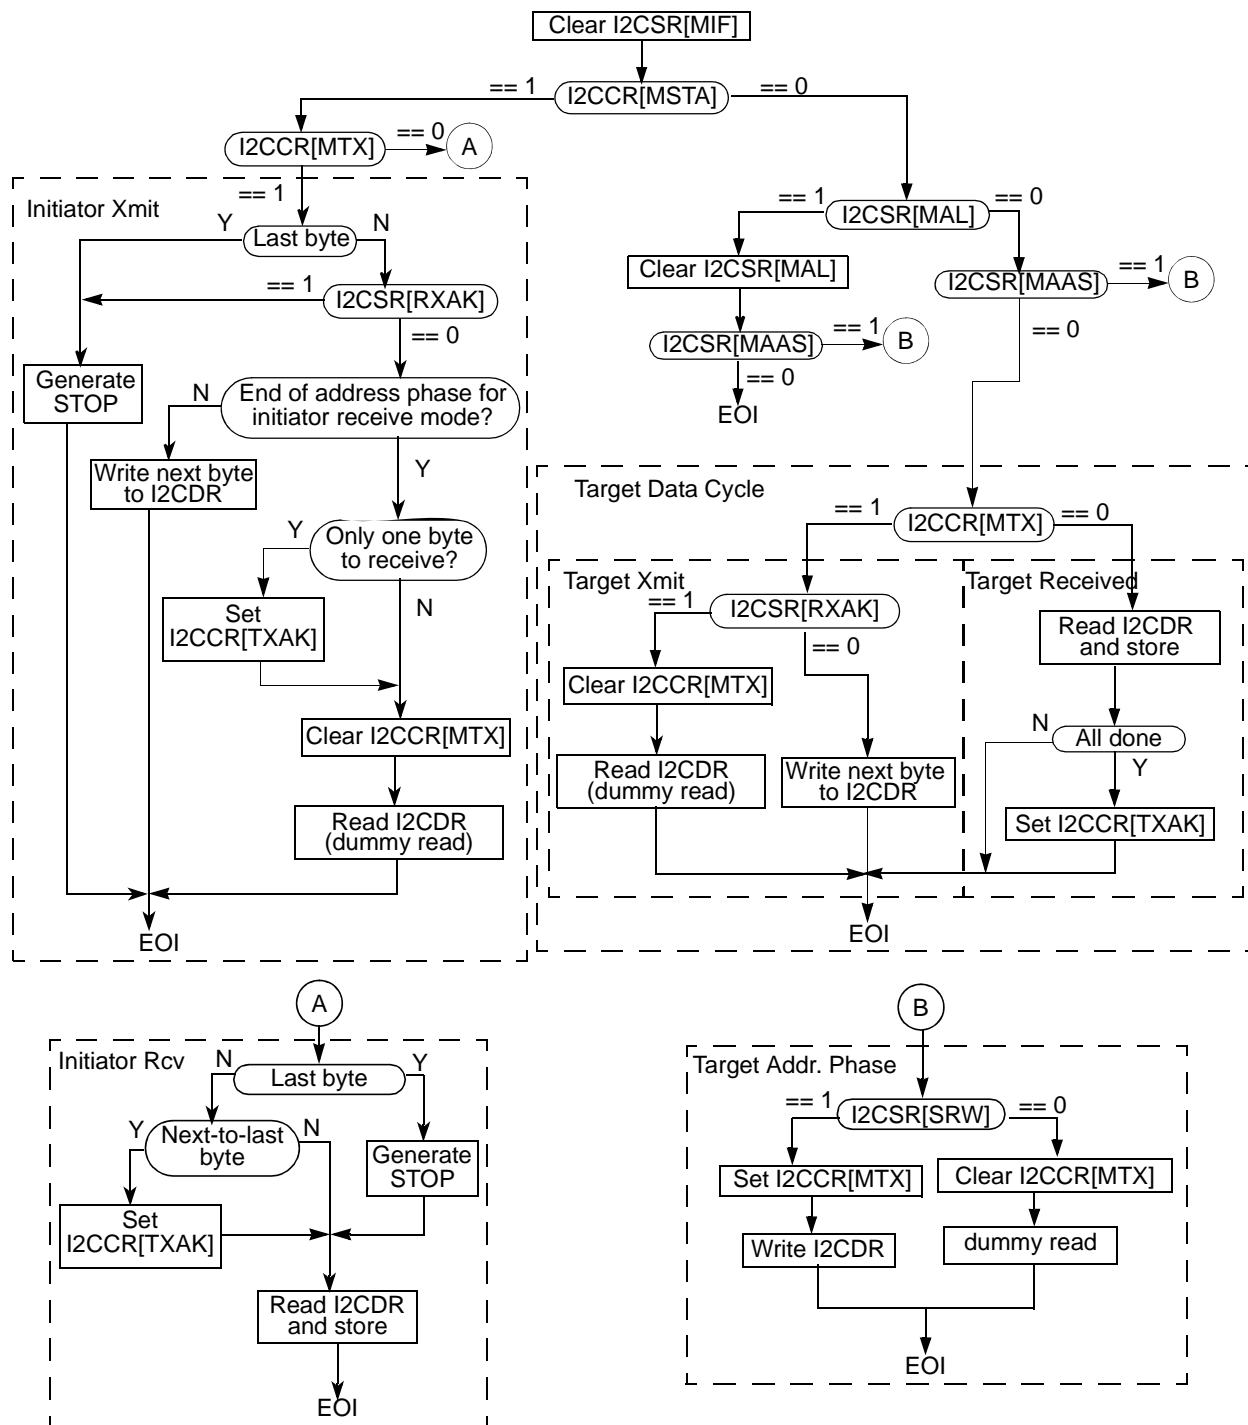 Clear I2CSR[MIF]
== 1
I2CCR[MSTA]
== 0
I2CCR[MTX]
== 0
A
== 1
Initiator Xmit
Y
Last byte
N
== 1
I2CSR[RXAK]
== 0
Generate
STOP
N
End of address phase for
initiator receive mode?
Write next byte
to I2CDR
Y
Y
Only one byte
to receive?
Set
I2CCR[TXAK]
N
Clear I2CCR[MTX]
Read I2CDR
(dummy read)
EOI
== 1
I2CSR[MAL]
== 0
Clear I2CSR[MAL]
I2CSR[MAAS]
== 1
B
I2CSR[MAAS]
== 1
B
== 0
== 0
EOI
Target Data Cycle
== 1
I2CCR[MTX]
== 0
Target Xmit
== 1
I2CSR[RXAK]
== 0
Clear I2CCR[MTX]
Read I2CDR
(dummy read)
Write next byte
to I2CDR
Target Received
Read I2CDR
and store
N
All done
Y
Set I2CCR[TXAK]
EOI
A
Initiator Rcv
N
Last byte
Y
Y
Next-to-last
byte
N
Generate
STOP
Set
I2CCR[TXAK]
Read I2CDR
and store
EOI
B
Target Addr. Phase
== 1
I2CSR[SRW]
== 0
Set I2CCR[MTX]
Clear I2CCR[MTX]
Write I2CDR
dummy read
EOI